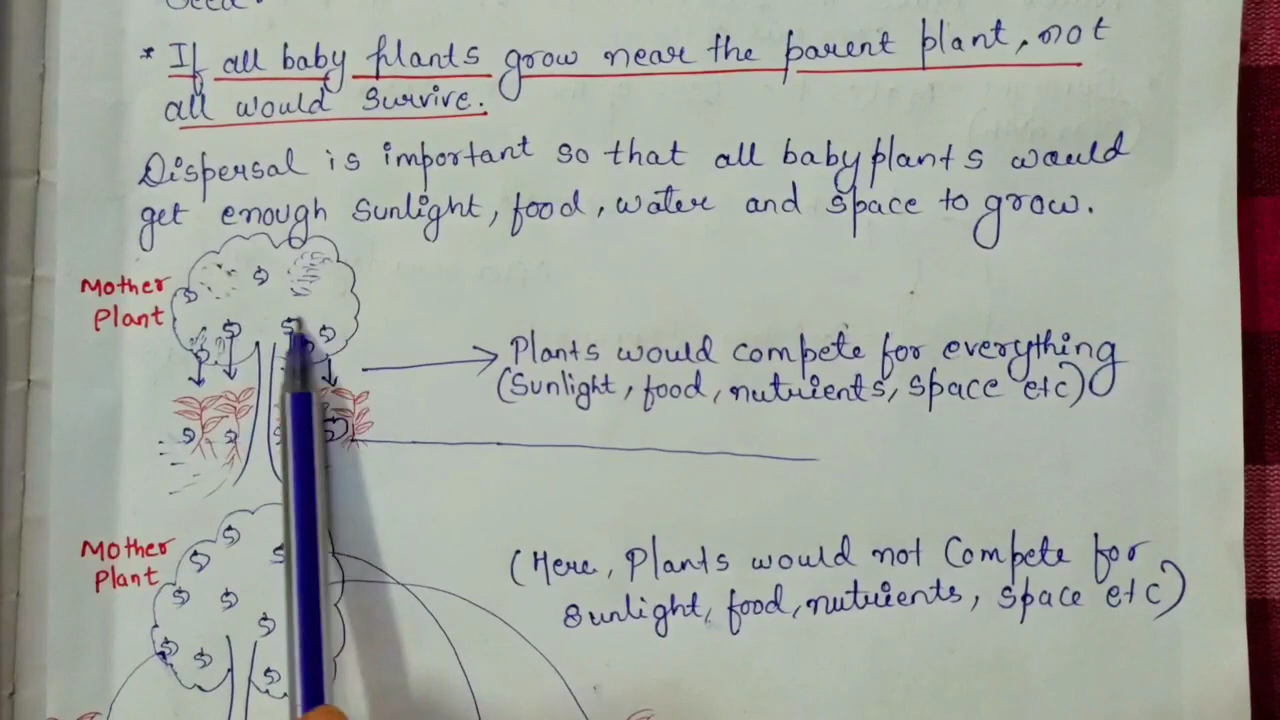 * If all baby plants grow near the parent plant, not
all would survive.
Dispersal is important so that all baby plants would
get enough sunlight, food, water and space to grow.
Mother
Plant
Plants would compete for everything
(Sunlight, food, nutrients, space etc)
Mother
Plant
(Here, Plants would not Compete for
Sunlight, food, nutrients, space etc)